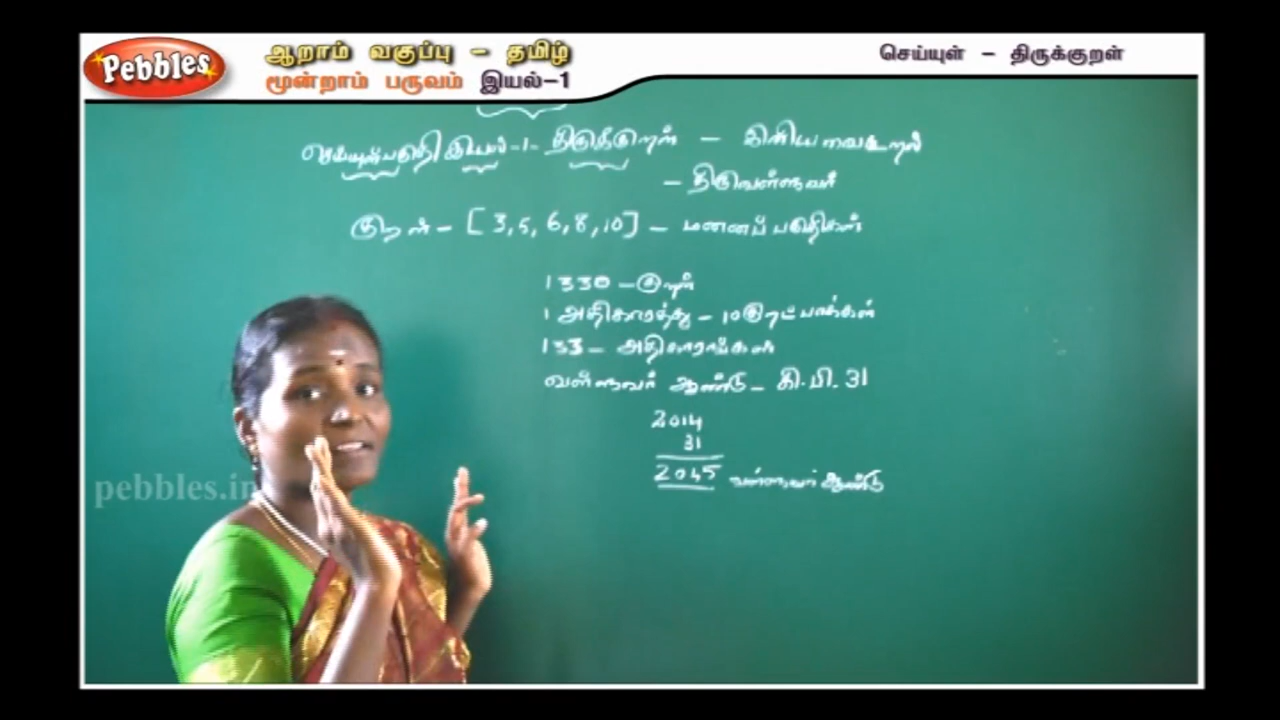 Pebbles
ஆறாம் வகுப்பு - தமிழ்
மூன்றாம் பருவம் இயல்-1
செய்யுள் - திருக்குறள்
செய்யுள்பகுதி இயல்-1- திருக்குறள் - இனியவைகூறல்
- திருவள்ளுவர்
குறள் - [3,5,6,8,10] - மனனப்பகுதிகள்
1330 - குறள்
1 அதிகாரத்து - 10 குறட்பாக்கள்
133 - அதிகாரங்கள்
வள்ளுவர் ஆண்டு - கி.பி. 31
2014
31
2045 வள்ளுவர் ஆண்டு
pebbles.in